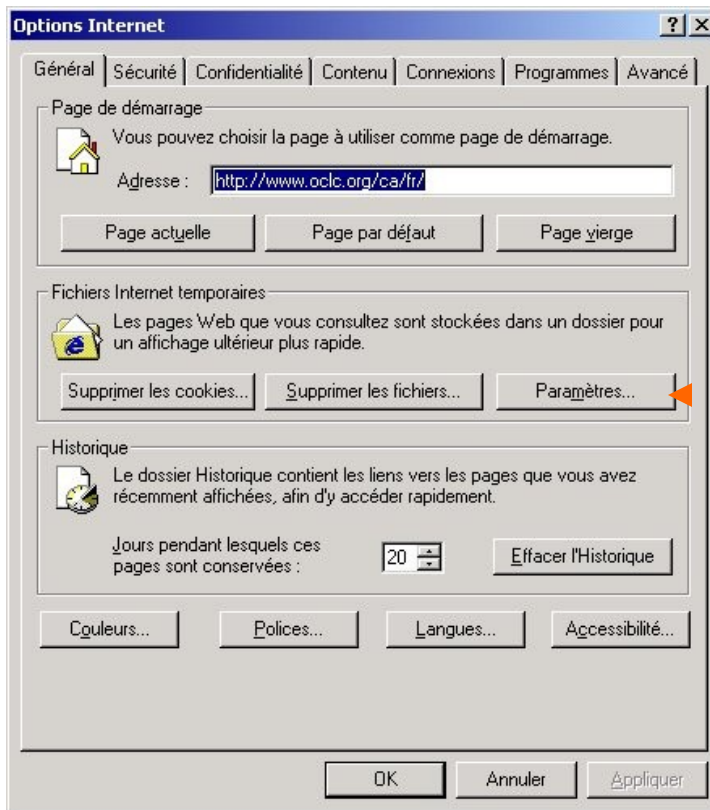 Options Internet
Général Sécurité Confidentialité Contenu Connexions Programmes Avancé
Page de démarrage
Vous pouvez choisir la page à utiliser comme page de démarrage.
Adresse : http://www.oclc.org/ca/fr/
Page actuelle Page par défaut Page vierge
Fichiers Internet temporaires
Les pages Web que vous consultez sont stockées dans un dossier pour
un affichage ultérieur plus rapide.
Supprimer les cookies... Supprimer les fichiers... Paramètres...
Historique
Le dossier Historique contient les liens vers les pages que vous avez
récemment affichées, afin d'y accéder rapidement.
Jours pendant lesquels ces
pages sont conservées : 20 Effacer l'Historique
Couleurs... Polices... Langues... Accessibilité...
OK Annuler Appliquer